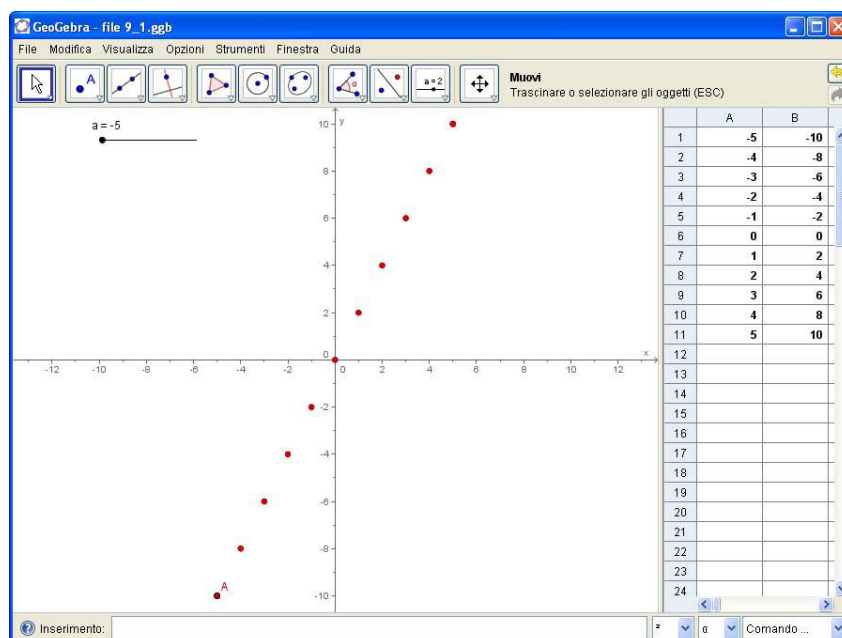 GeoGebra - file 9_1.ggb
File Modifica Visualizza Opzioni Strumenti Finestra Guida
A
α
a = 2
Muovi
Trascinare o selezionare gli oggetti (ESC)
a = -5
y
10
8
6
4
2
0
x
-12 -10 -8 -6 -4 -2 0 2 4 6 8 10 12
-2
-4
-6
-8
-10
A
A B
1 -5 -10
2 -4 -8
3 -3 -6
4 -2 -4
5 -1 -2
6 0 0
7 1 2
8 2 4
9 3 6
10 4 8
11 5 10
12
13
14
15
16
17
18
19
20
21
22
23
24
Inserimento: ² α Comando ...